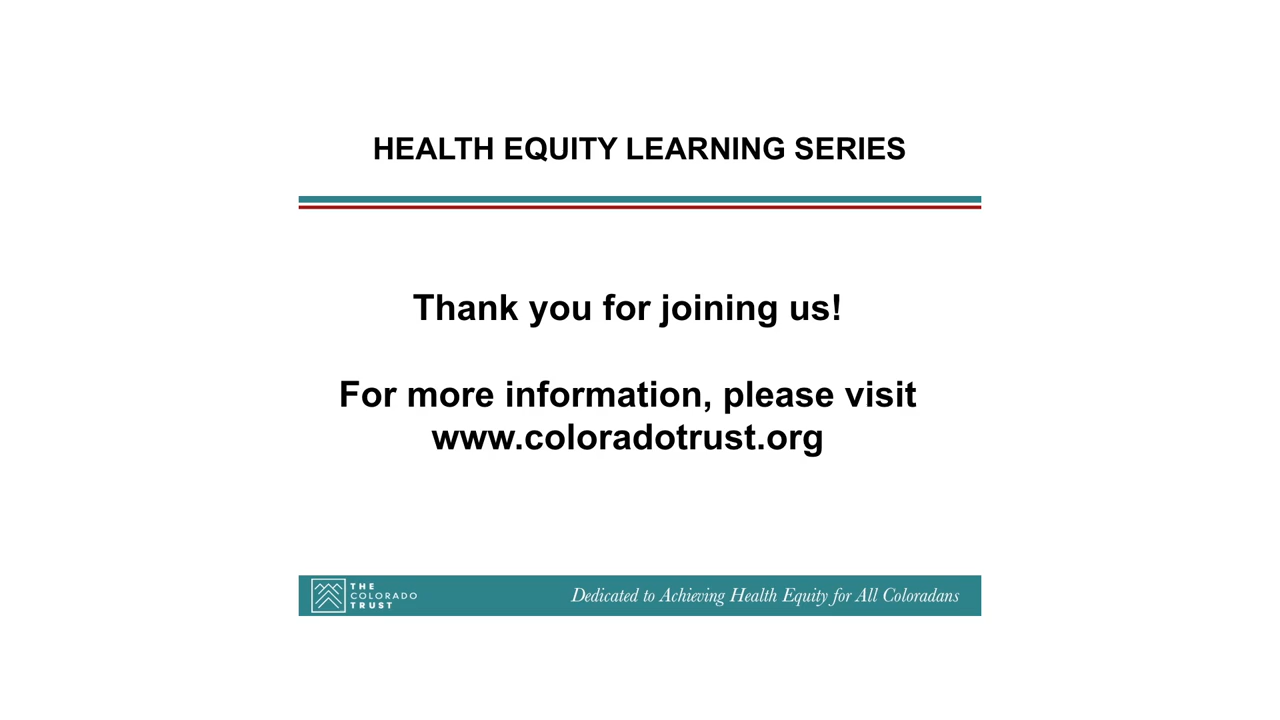 HEALTH EQUITY LEARNING SERIES
Thank you for joining us!
For more information, please visit
www.coloradotrust.org
THE
COLORADO
TRUST
Dedicated to Achieving Health Equity for All Coloradans